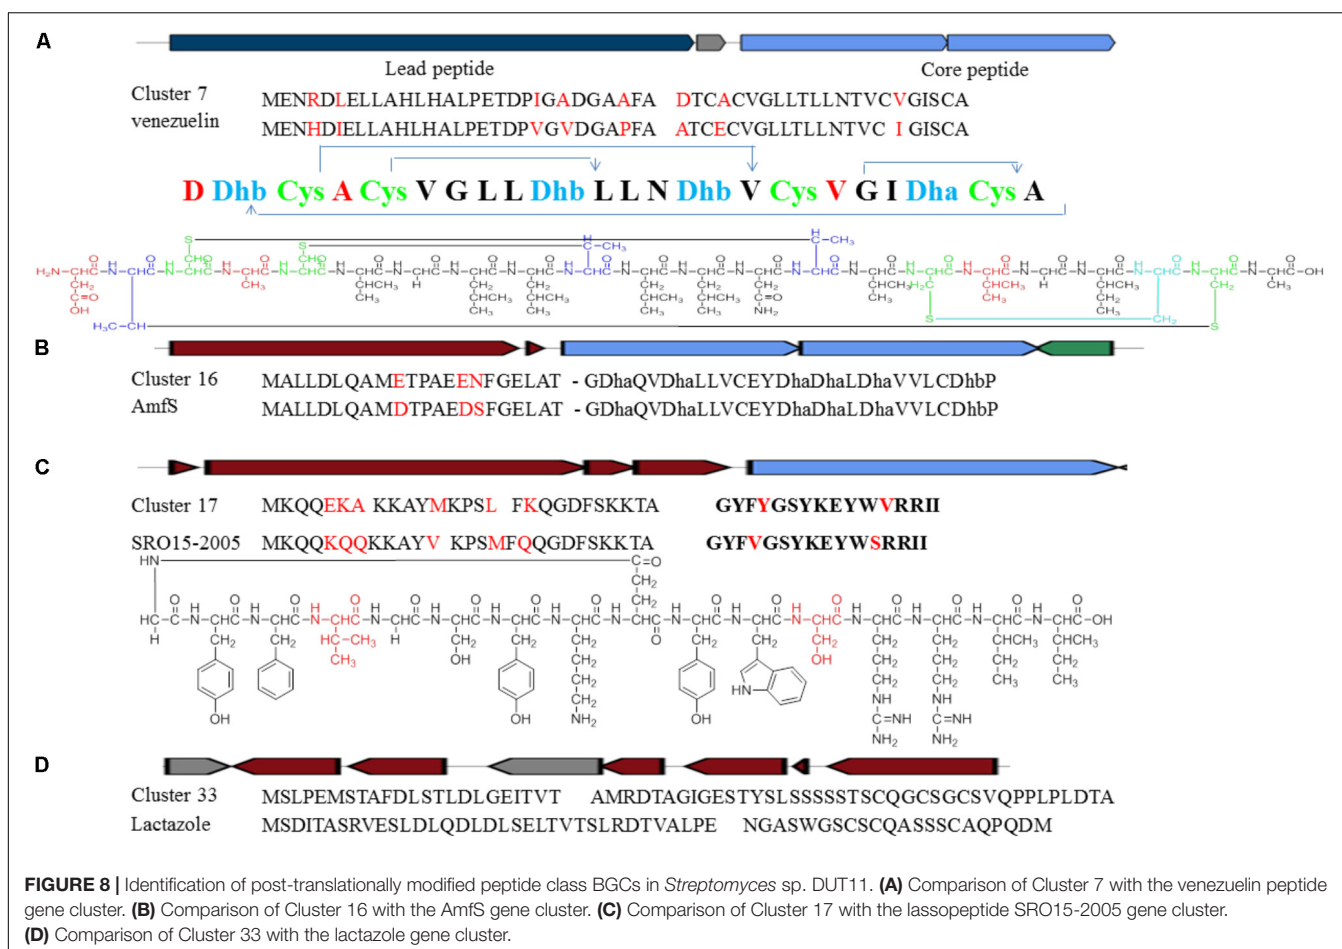 A
Lead peptide Core peptide
Cluster 7 MENRDLELLAHLHALPETDPIGADGAAFA DTCACVGLLTLLNTVCVGISCA
venezuelin MENHDIELLAHLHALPETDPVGVDGAPFA ATCECVGLLTLLNTVC I GISCA
D Dhb Cys A Cys V G L L Dhb L L N Dhb V Cys V G I Dha Cys A
B
Cluster 16 MALLDLQAMETPAEENFGELAT - GDhaQVDhaLLVCEYDhaDhaLDhaVVLCDhbP
AmfS MALLDLQAMDTPAEDSFGELAT - GDhaQVDhaLLVCEYDhaDhaLDhaVVLCDhbP
C
Cluster 17 MKQQEKA KKAYMKPSL FKQGDFSKKTA GYFYGSYKEYWVRRII
SRO15-2005 MKQQKQQKKAYV KPSMFQQGDFSKKTA GYFVGSYKEYWSRRII
D
Cluster 33 MSLPEMSTAFDLSTLDLGEITVT AMRDTAGIGESTYSLSSSSSTSCQGCSGCSVQPPLPLDTA
Lactazole MSDITASRVESLDLQDLDLSELTVTSLRDTVALPE NGASWGSCSCQASSSCAQPQDM
FIGURE 8 | Identification of post-translationally modified peptide class BGCs in Streptomyces sp. DUT11. (A) Comparison of Cluster 7 with the venezuelin peptide
gene cluster. (B) Comparison of Cluster 16 with the AmfS gene cluster. (C) Comparison of Cluster 17 with the lassopeptide SRO15-2005 gene cluster.
(D) Comparison of Cluster 33 with the lactazole gene cluster.